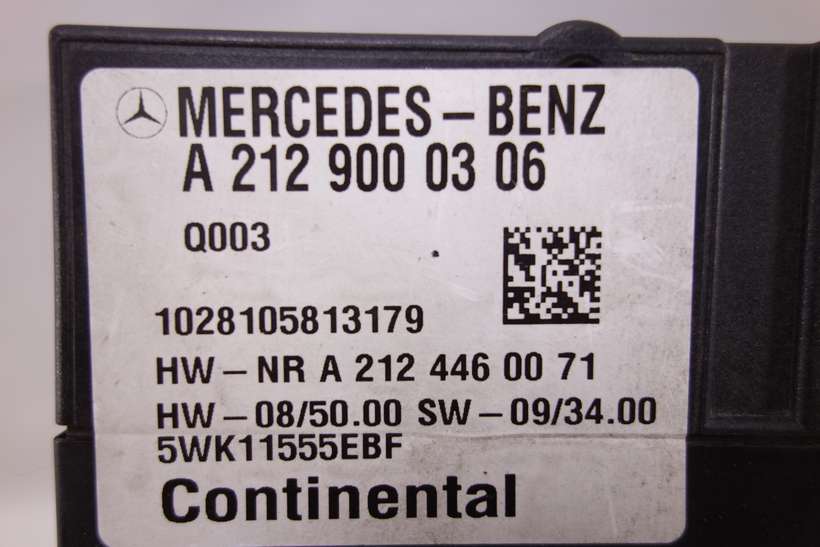 MERCEDES – BENZ
A 212 900 03 06
Q003
1028105813179
HW – NR A 212 446 00 71
HW – 08/50.00 SW – 09/34.00
5WK11555EBF
Continental